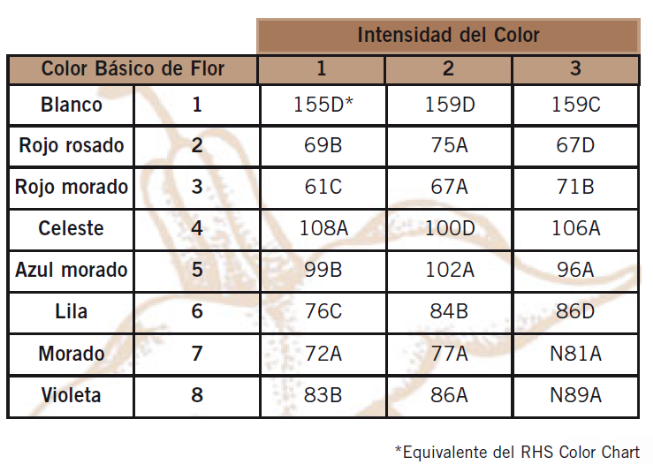 Intensidad del Color
Color Básico de Flor 1 2 3
Blanco 1 155D* 159D 159C
Rojo rosado 2 69B 75A 67D
Rojo morado 3 61C 67A 71B
Celeste 4 108A 100D 106A
Azul morado 5 99B 102A 96A
Lila 6 76C 84B 86D
Morado 7 72A 77A N81A
Violeta 8 83B 86A N89A
*Equivalente del RHS Color Chart